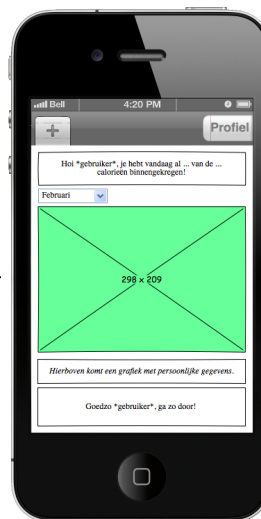 Bell 4:20 PM
+ Profiel
Hoi *gebruiker*, je hebt vandaag al ... van de ...
calorieën binnengekregen!
Februari
298 x 209
Hierboven komt een grafiek met persoonlijke gegevens.
Goedzo *gebruiker*, ga zo door!